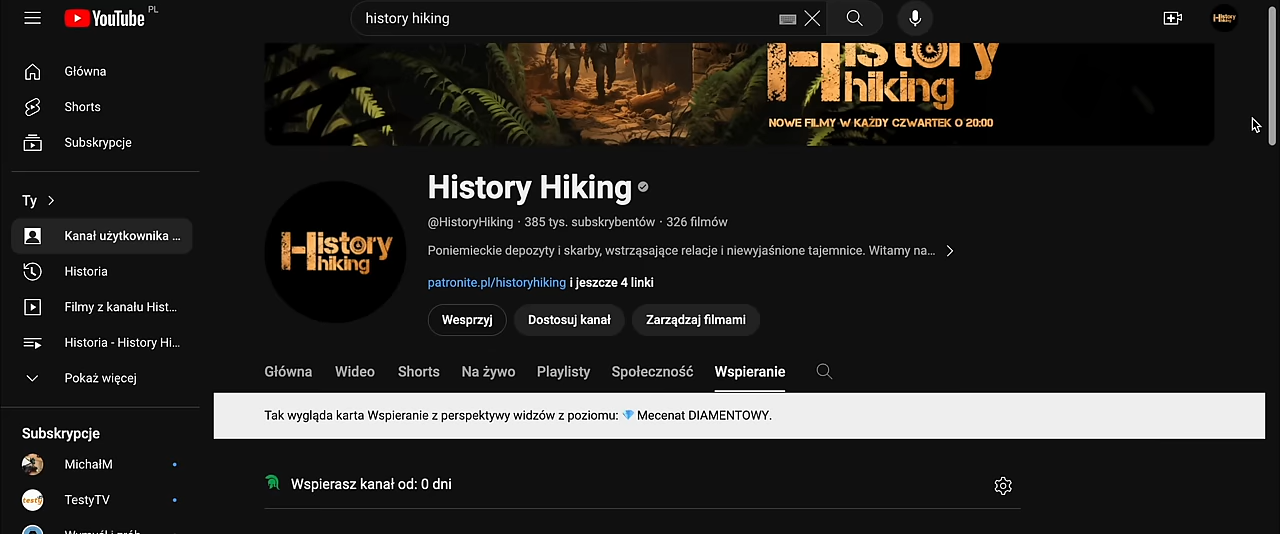 YouTube PL
history hiking
History
Główna
Shorts
Subskrypcje
Ty
Kanał użytkownika ...
Historia
Filmy z kanału Hist...
Historia - History Hi...
Pokaż więcej
Subskrypcje
MichałM
TestyTV
History
hiking
NOWE FILMY W KAŻDY CZWARTEK O 20:00
History
hiking
History Hiking
@HistoryHiking · 385 tys. subskrybentów · 326 filmów
Poniemieckie depozyty i skarby, wstrząsające relacje i niewyjaśnione tajemnice. Witamy na...
patronite.pl/historyhiking i jeszcze 4 linki
Wesprzyj Dostosuj kanał Zarządzaj filmami
Główna Wideo Shorts Na żywo Playlisty Społeczność Wspieranie
Tak wygląda karta Wspieranie z perspektywy widzów z poziomu: Mecenat DIAMENTOWY.
Wspierasz kanał od: 0 dni